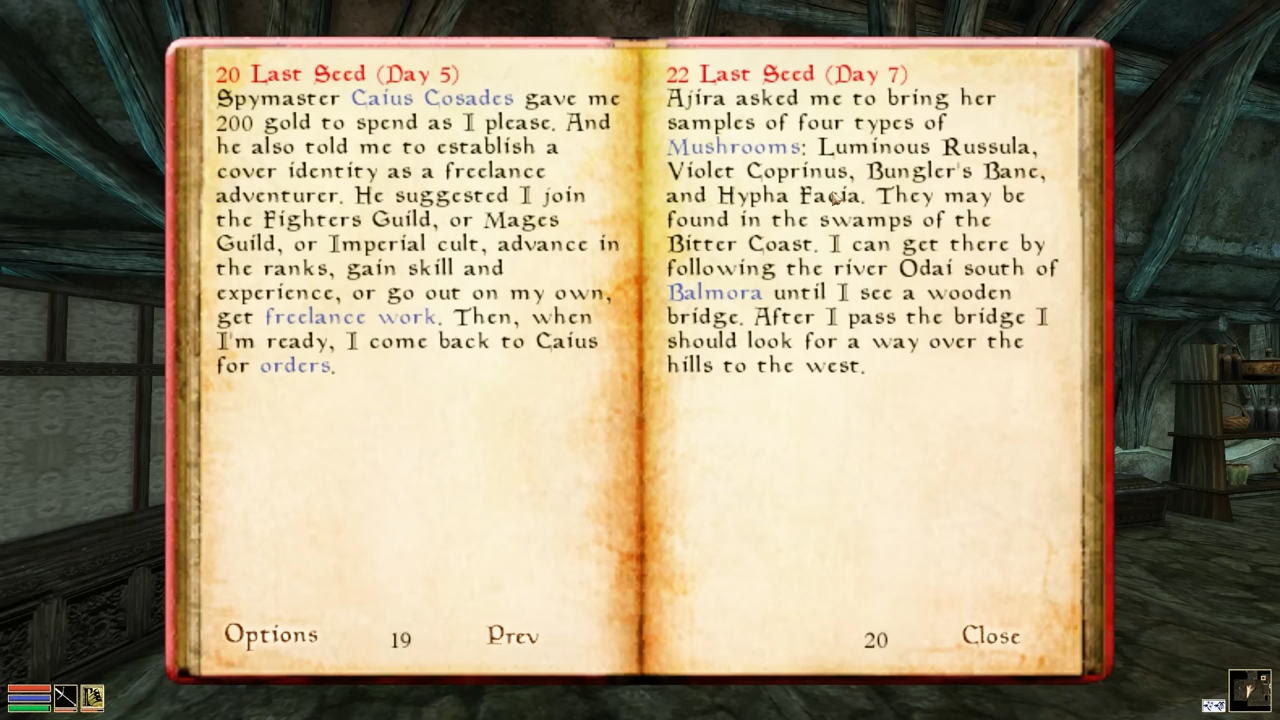 20 Last Seed (Day 5)
Spymaster Caius Cosades gave me
200 gold to spend as I please. And
he also told me to establish a
cover identity as a freelance
adventurer. He suggested I join
the Fighters Guild, or Mages
Guild, or Imperial cult, advance in
the ranks, gain skill and
experience, or go out on my own,
get freelance work. Then, when
I'm ready, I come back to Caius
for orders.
Options
19
Prev
22 Last Seed (Day 7)
Ajira asked me to bring her
samples of four types of
Mushrooms: Luminous Russula,
Violet Coprinus, Bungler's Bane,
and Hypha Facia. They may be
found in the swamps of the
Bitter Coast. I can get there by
following the river Odai south of
Balmora until I see a wooden
bridge. After I pass the bridge I
should look for a way over the
hills to the west.
20
Close